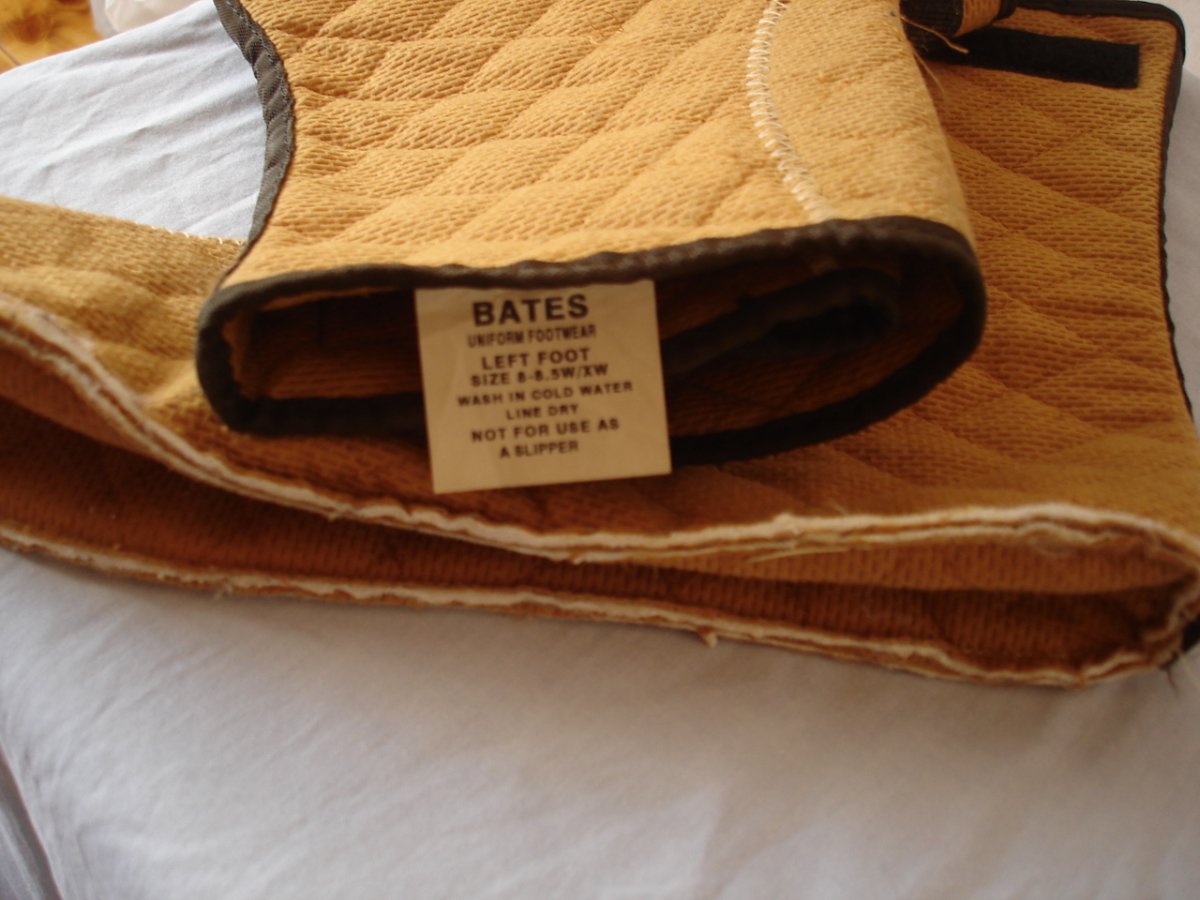 BATES
UNIFORM FOOTWEAR
LEFT FOOT
SIZE 8-8.5W/XW
WASH IN COLD WATER
LINE DRY
NOT FOR USE AS
A SLIPPER